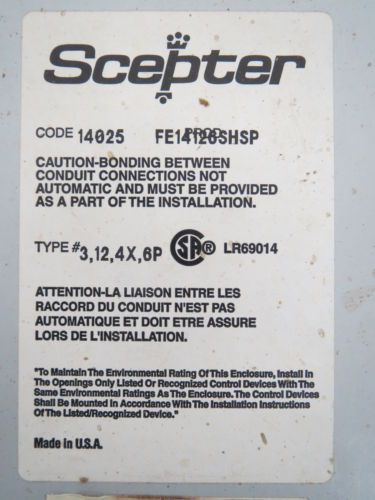 Scepter
CODE 14025 PROD. FE14126SHSP
CAUTION-BONDING BETWEEN
CONDUIT CONNECTIONS NOT
AUTOMATIC AND MUST BE PROVIDED
AS A PART OF THE INSTALLATION.
TYPE # 3,12,4X,6P SA ® LR69014
ATTENTION-LA LIAISON ENTRE LES
RACCORD DU CONDUIT N'EST PAS
AUTOMATIQUE ET DOIT ETRE ASSURE
LORS DE L'INSTALLATION.
"To Maintain The Environmental Rating Of This Enclosure, Install In
The Openings Only Listed Or Recognized Control Devices With The
Same Environmental Ratings As The Enclosure. The Control Devices
Shall Be Mounted in Accordance With The Installation Instructions
Of The Listed/Recognized Device."
Made in U.S.A.